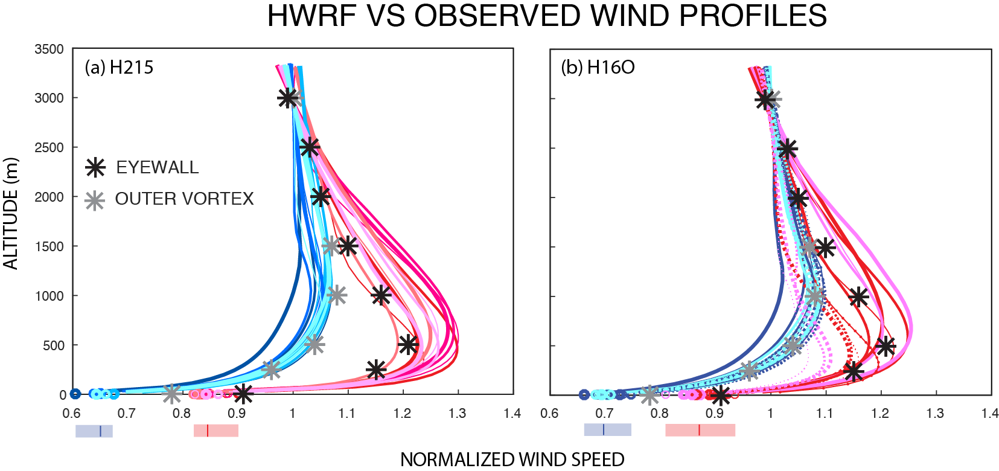 HWRF VS OBSERVED WIND PROFILES
(a) H215
(b) H16O
3500
3000
2500
2000
1500
1000
500
0
ALTITUDE (m)
EYEWALL
OUTER VORTEX
0.6 0.7 0.8 0.9 1 1.1 1.2 1.3 1.4
0.6 0.7 0.8 0.9 1 1.1 1.2 1.3 1.4
NORMALIZED WIND SPEED